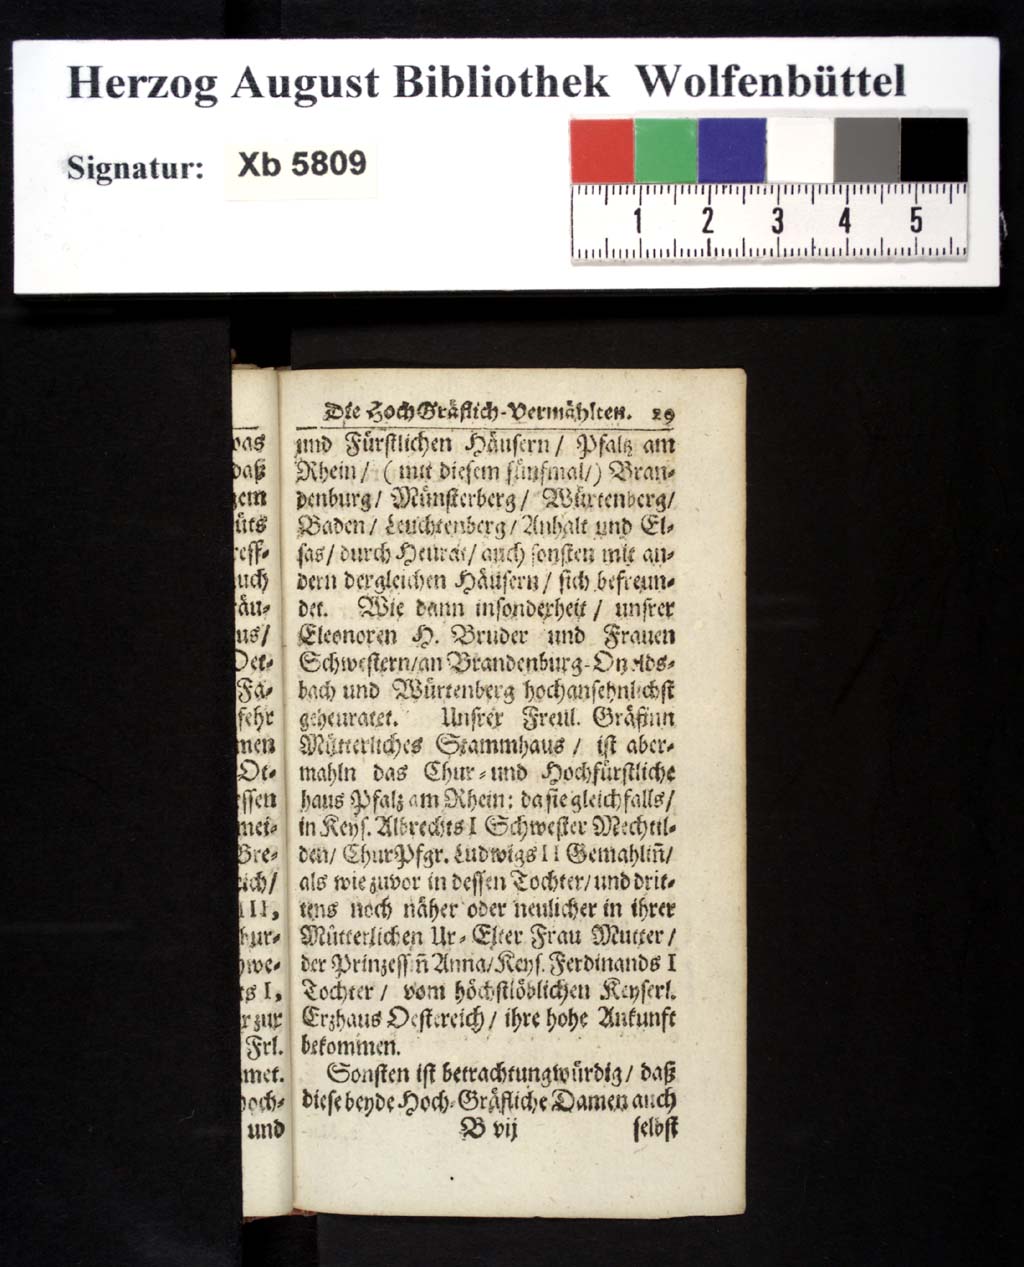 Herzog August Bibliothek Wolfenbüttel
Signatur: Xb 5809
1 2 3 4 5
Die HochGräflich-Vermählten. 29
und Fürstlichen Häusern/ Pfaltz am
Rhein/ (mit diesem fünfmal/) Bran-
denburg/ Münsterberg/ Würtenberg/
Baden/ Leuchtenberg/ Anhalt und El-
sas/ durch Heurat/ auch sonsten mit an-
dern dergleichen Häusern/ sich befreun-
det. Wie dann insonderheit/ unsrer
Eleonoren H. Bruder und Frauen
Schwestern/an Brandenburg-Onolds-
bach und Würtenberg hochansehnlichst
geheuratet. Unsrer Freul. Gräfinn
Mütterliches Stammhaus/ ist aber-
mahln das Chur-und Hochfürstliche
haus Pfalz am Rhein: da sie gleichfalls/
in Keys. Albrechts I Schwester Mechtil-
den/ ChurPfgr. Ludwigs II Gemahlin̄/
als wie zuvor in dessen Tochter/und drit-
tens noch näher oder neulicher in ihrer
Mütterlichen Ur-Elter Frau Mutter/
der Prinzessin̄ Anna/Keys. Ferdinands I
Tochter/ vom höchstlöblichen Keyserl.
Erzhaus Oesterreich/ ihre hohe Ankunft
bekommen.
Sonsten ist betrachtungwürdig/ daß
diese beyde Hoch-Gräfliche Damen auch
B vij selbst